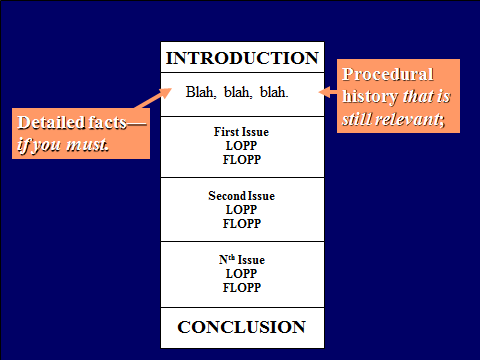 INTRODUCTION
Blah, blah, blah.
Procedural
history that is
still relevant;
Detailed facts—
if you must.
First Issue
LOPP
FLOPP
Second Issue
LOPP
FLOPP
Nth Issue
LOPP
FLOPP
CONCLUSION